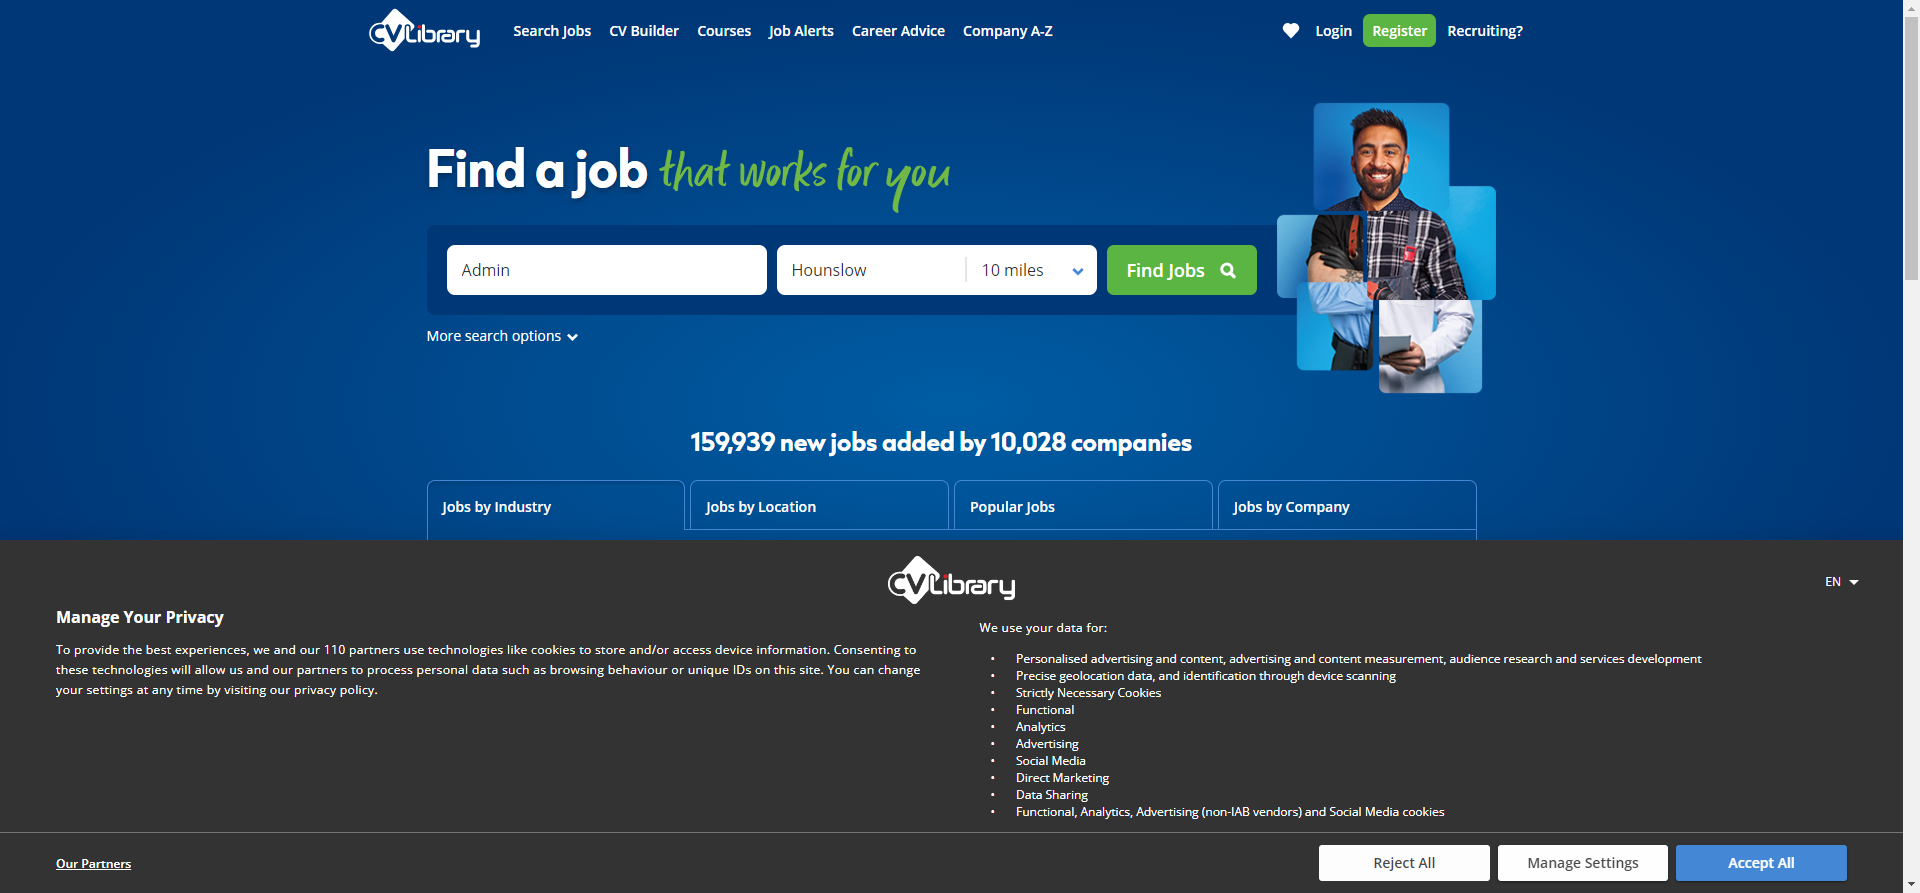 CVLibrary
Search Jobs CV Builder Courses Job Alerts Career Advice Company A-Z
Login Register Recruiting?
Find a job that works for you
Admin Hounslow 10 miles Find Jobs
More search options
159,939 new jobs added by 10,028 companies
Jobs by Industry Jobs by Location Popular Jobs Jobs by Company
CVLibrary
EN
Manage Your Privacy
To provide the best experiences, we and our 110 partners use technologies like cookies to store and/or access device information. Consenting to
these technologies will allow us and our partners to process personal data such as browsing behaviour or unique IDs on this site. You can change
your settings at any time by visiting our privacy policy.
We use your data for:
• Personalised advertising and content, advertising and content measurement, audience research and services development
• Precise geolocation data, and identification through device scanning
• Strictly Necessary Cookies
• Functional
• Analytics
• Advertising
• Social Media
• Direct Marketing
• Data Sharing
• Functional, Analytics, Advertising (non-IAB vendors) and Social Media cookies
Our Partners
Reject All Manage Settings Accept All